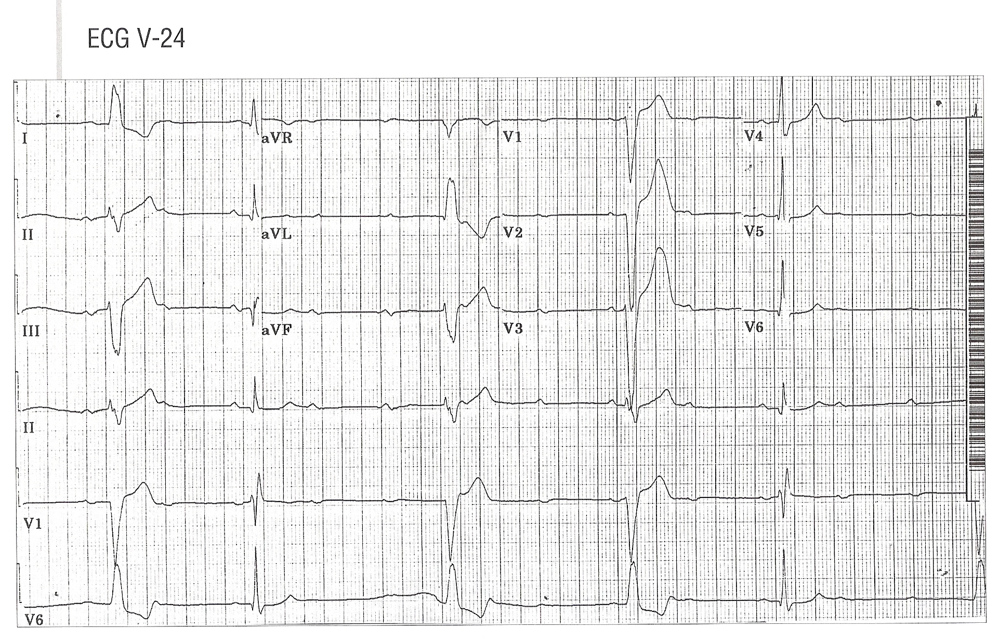 ECG V-24
I aVR V1 V4
II aVL V2 V5
III aVF V3 V6
II
V1
V6